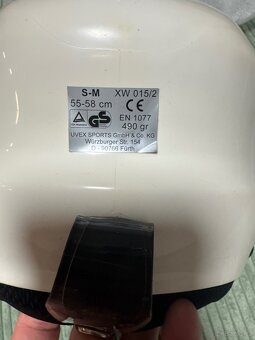 S-M XW 015/2
55-58 cm CE
GS EN 1077
490 gr
UVEX SPORTS GmbH & Co. KG
Würzburger Str. 154
D - 90766 Fürth